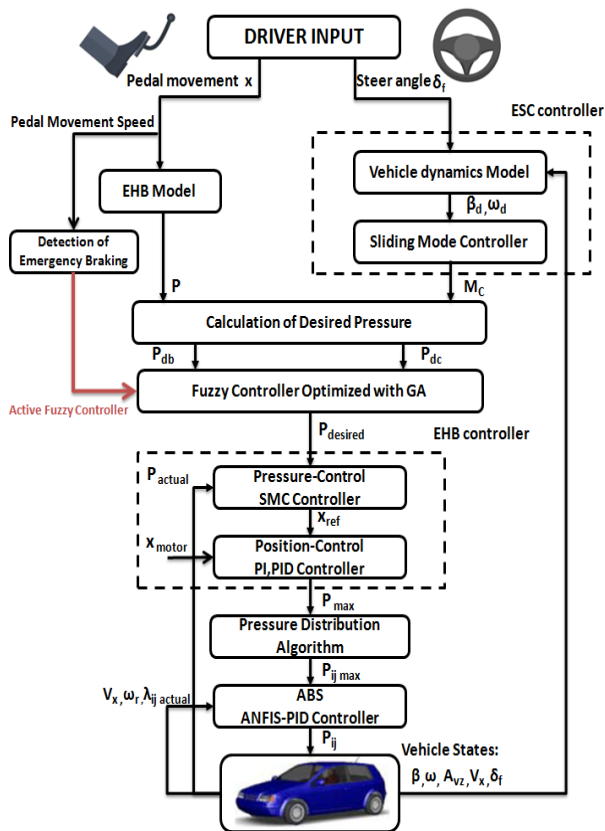 DRIVER INPUT
Pedal movement x
Steer angle δf
ESC controller
Pedal Movement Speed
EHB Model
Vehicle dynamics Model
βd,ωd
Detection of
Emergency Braking
Sliding Mode Controller
P
MC
Calculation of Desired Pressure
Pdb
Pdc
Fuzzy Controller Optimized with GA
Active Fuzzy Controller
Pdesired
EHB controller
Pactual
Pressure-Control
SMC Controller
xref
xmotor
Position-Control
PI,PID Controller
Pmax
Pressure Distribution
Algorithm
Pij max
Vx,ωr,λij actual
ABS
ANFIS-PID Controller
Pij
Vehicle States:
β,ω,Avz,Vx,δf